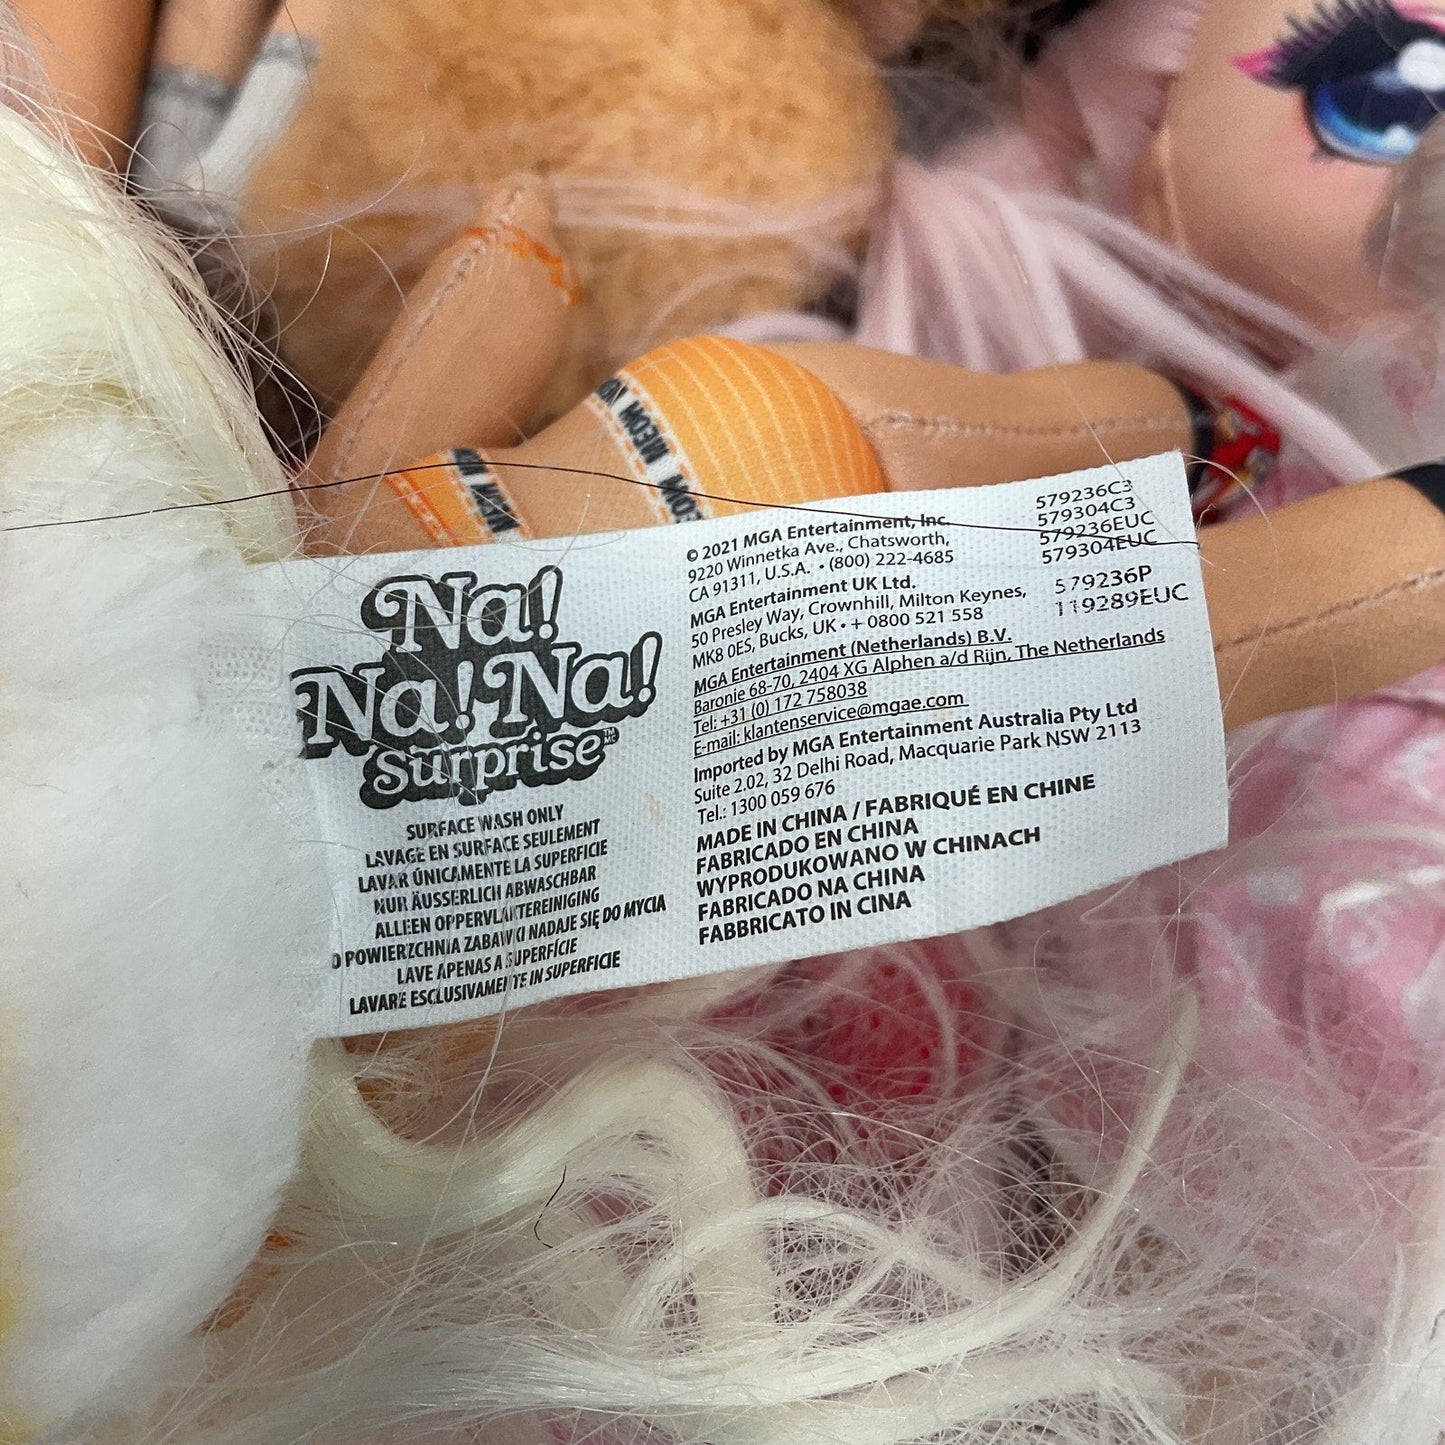 Na!
Na! Na!
Surprise™
MC
SURFACE WASH ONLY
LAVAGE EN SURFACE SEULEMENT
LAVAR ÚNICAMENTE LA SUPERFICIE
NUR ÄUSSERLICH ABWASCHBAR
ALLEEN OPPERVLAKTEREINIGING
POWIERZCHNIA ZABAWKI NADAJE SIĘ DO MYCIA
LAVE APENAS A SUPERFÍCIE
LAVARE ESCLUSIVAMENTE IN SUPERFICIE
© 2021 MGA Entertainment, Inc.
9220 Winnetka Ave., Chatsworth,
CA 91311, U.S.A. • (800) 222-4685
MGA Entertainment UK Ltd.
50 Presley Way, Crownhill, Milton Keynes,
MK8 0ES, Bucks, UK • + 0800 521 558
MGA Entertainment (Netherlands) B.V.
Baronie 68-70, 2404 XG Alphen a/d Rijn, The Netherlands
Tel: +31 (0) 172 758038
E-mail: klantenservice@mgae.com
Imported by MGA Entertainment Australia Pty Ltd
Suite 2.02, 32 Delhi Road, Macquarie Park NSW 2113
Tel.: 1300 059 676
MADE IN CHINA / FABRIQUÉ EN CHINE
FABRICADO EN CHINA
WYPRODUKOWANO W CHINACH
FABRICADO NA CHINA
FABBRICATO IN CINA
579236C3
579304C3
579236EUC
579304EUC
579236P
119289EUC